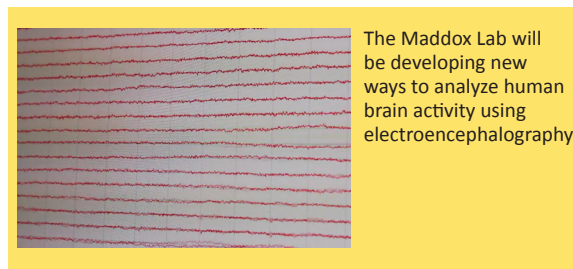 The Maddox Lab will
be developing new
ways to analyze human
brain activity using
electroencephalography